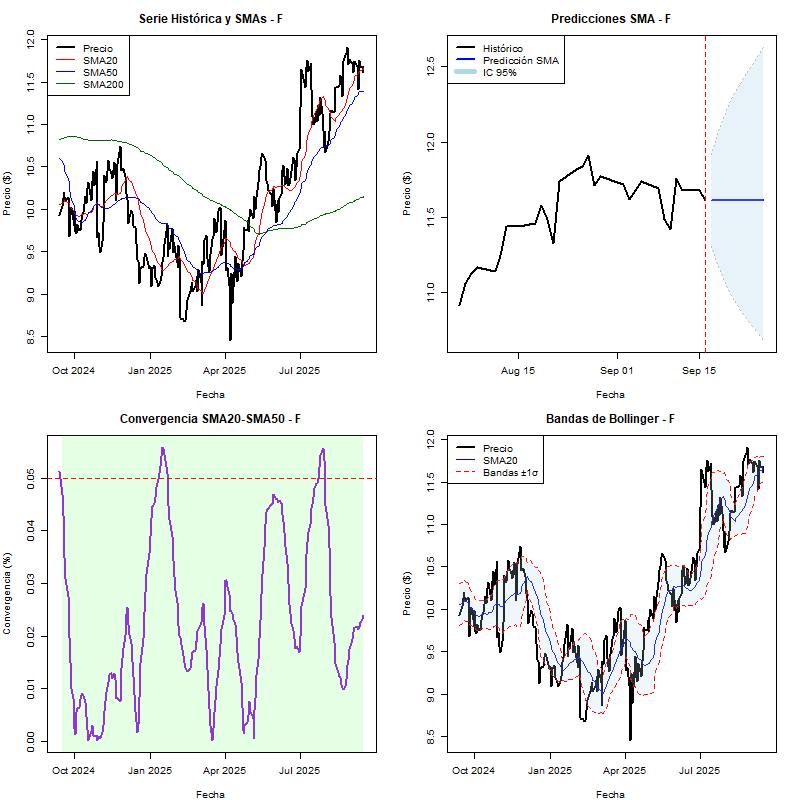 Serie Histórica y SMAs - F
Precio
SMA20
SMA50
SMA200
Precio ($)
12.0
11.5
11.0
10.5
10.0
9.5
9.0
8.5
Oct 2024
Jan 2025
Apr 2025
Jul 2025
Fecha
Predicciones SMA - F
Histórico
Predicción SMA
IC 95%
Precio ($)
12.5
12.0
11.5
11.0
Aug 15
Sep 01
Sep 15
Fecha
Convergencia SMA20-SMA50 - F
Convergencia (%)
0.05
0.04
0.03
0.02
0.01
0.00
Oct 2024
Jan 2025
Apr 2025
Jul 2025
Fecha
Bandas de Bollinger - F
Precio
SMA20
Bandas ±1σ
Precio ($)
12.0
11.5
11.0
10.5
10.0
9.5
9.0
8.5
Oct 2024
Jan 2025
Apr 2025
Jul 2025
Fecha